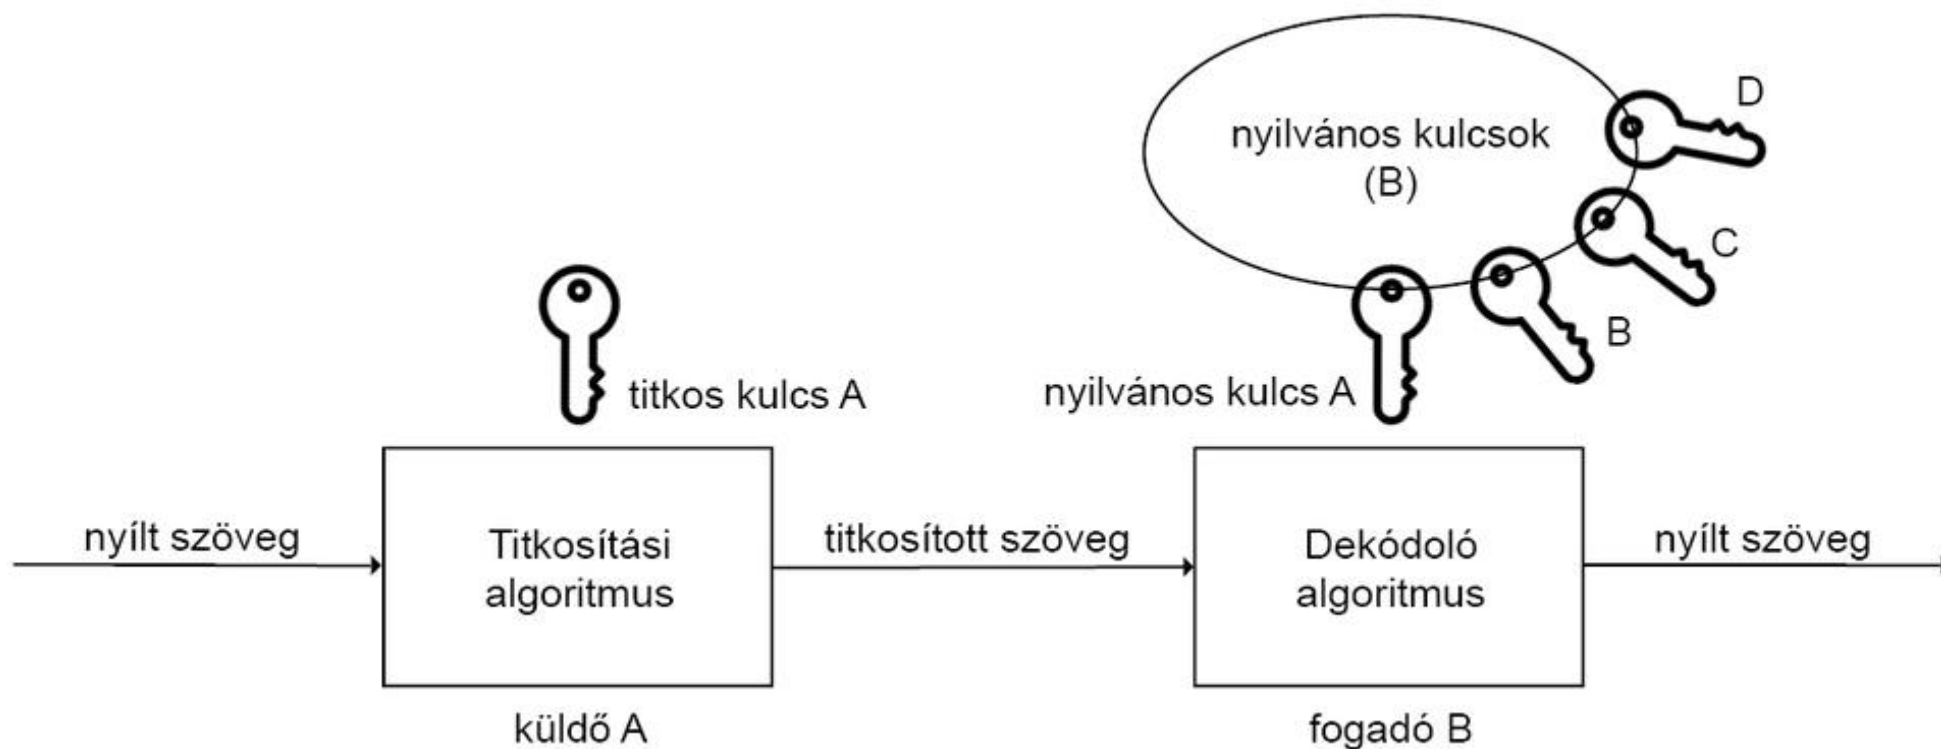 D
nyilvános kulcsok
(B)
C
B
titkos kulcs A
nyilvános kulcs A
nyílt szöveg
Titkosítási
algoritmus
titkosított szöveg
Dekódoló
algoritmus
nyílt szöveg
küldő A
fogadó B